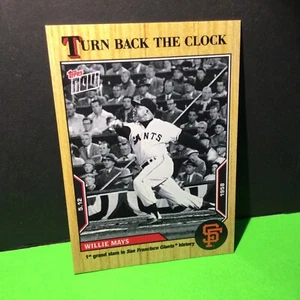 TURN BACK THE CLOCK
Topps
NOW
GIANTS
5.12
1958
WILLIE MAYS
SF
1st grand slam in San Francisco Giants® history